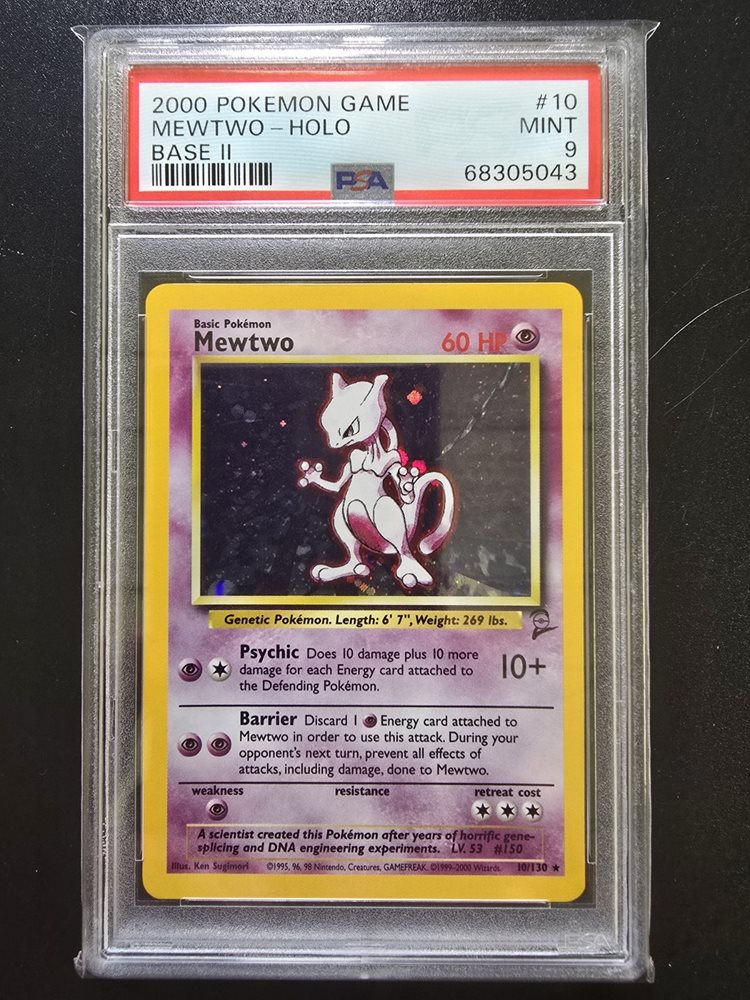 2000 POKEMON GAME #10
MEWTWO - HOLO MINT
BASE II 9
PSA 68305043
Basic Pokémon
Mewtwo 60 HP
Genetic Pokémon. Length: 6' 7", Weight: 269 lbs.
Psychic Does 10 damage plus 10 more
damage for each Energy card attached to
the Defending Pokémon.
10+
Barrier Discard 1 Energy card attached to
Mewtwo in order to use this attack. During your
opponent's next turn, prevent all effects of
attacks, including damage, done to Mewtwo.
weakness resistance retreat cost
A scientist created this Pokémon after years of horrific gene-
splicing and DNA engineering experiments. LV. 53 #150
Illus. Ken Sugimori ©1995, 96, 98 Nintendo, Creatures, GAMEFREAK. ©1999-2000 Wizards. 10/130 ★